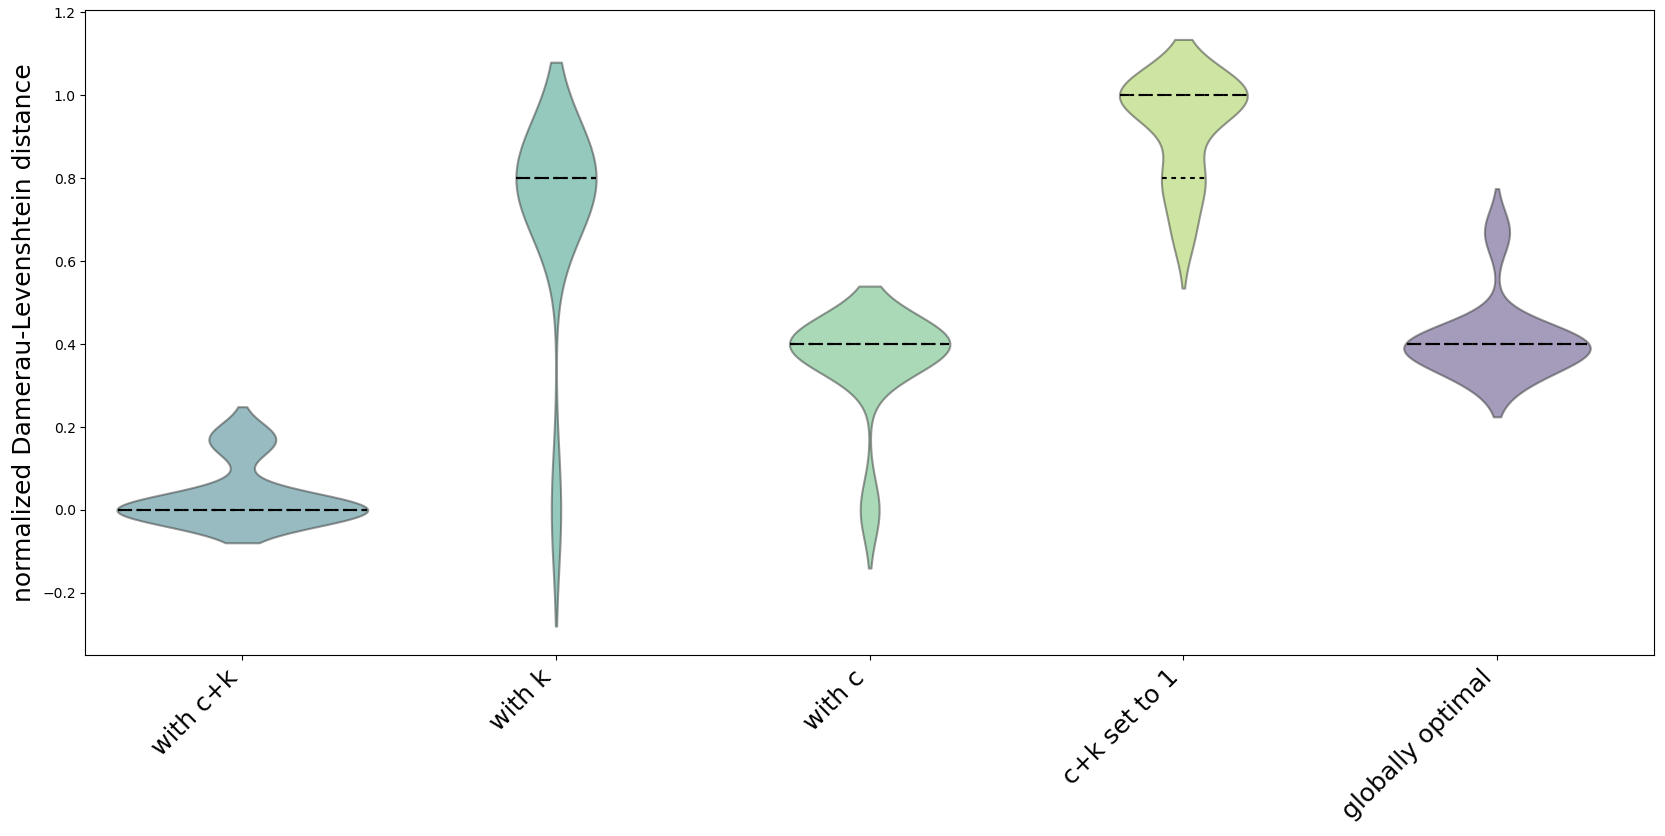 normalized Damerau-Levenshtein distance
1.2
1.0
0.8
0.6
0.4
0.2
0.0
−0.2
with c+k
with k
with c
c+k set to 1
globally optimal